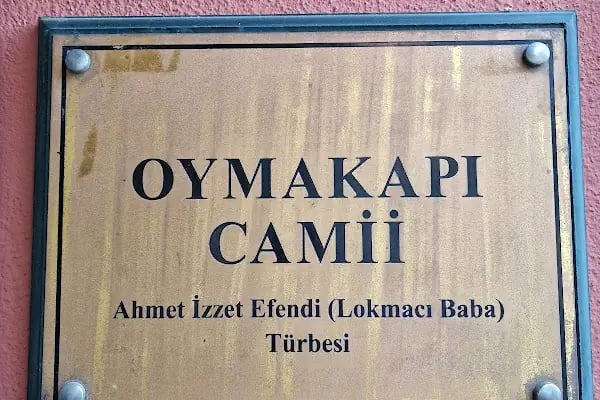 OYMAKAPI
CAMİİ
Ahmet İzzet Efendi (Lokmacı Baba)
Türbesi